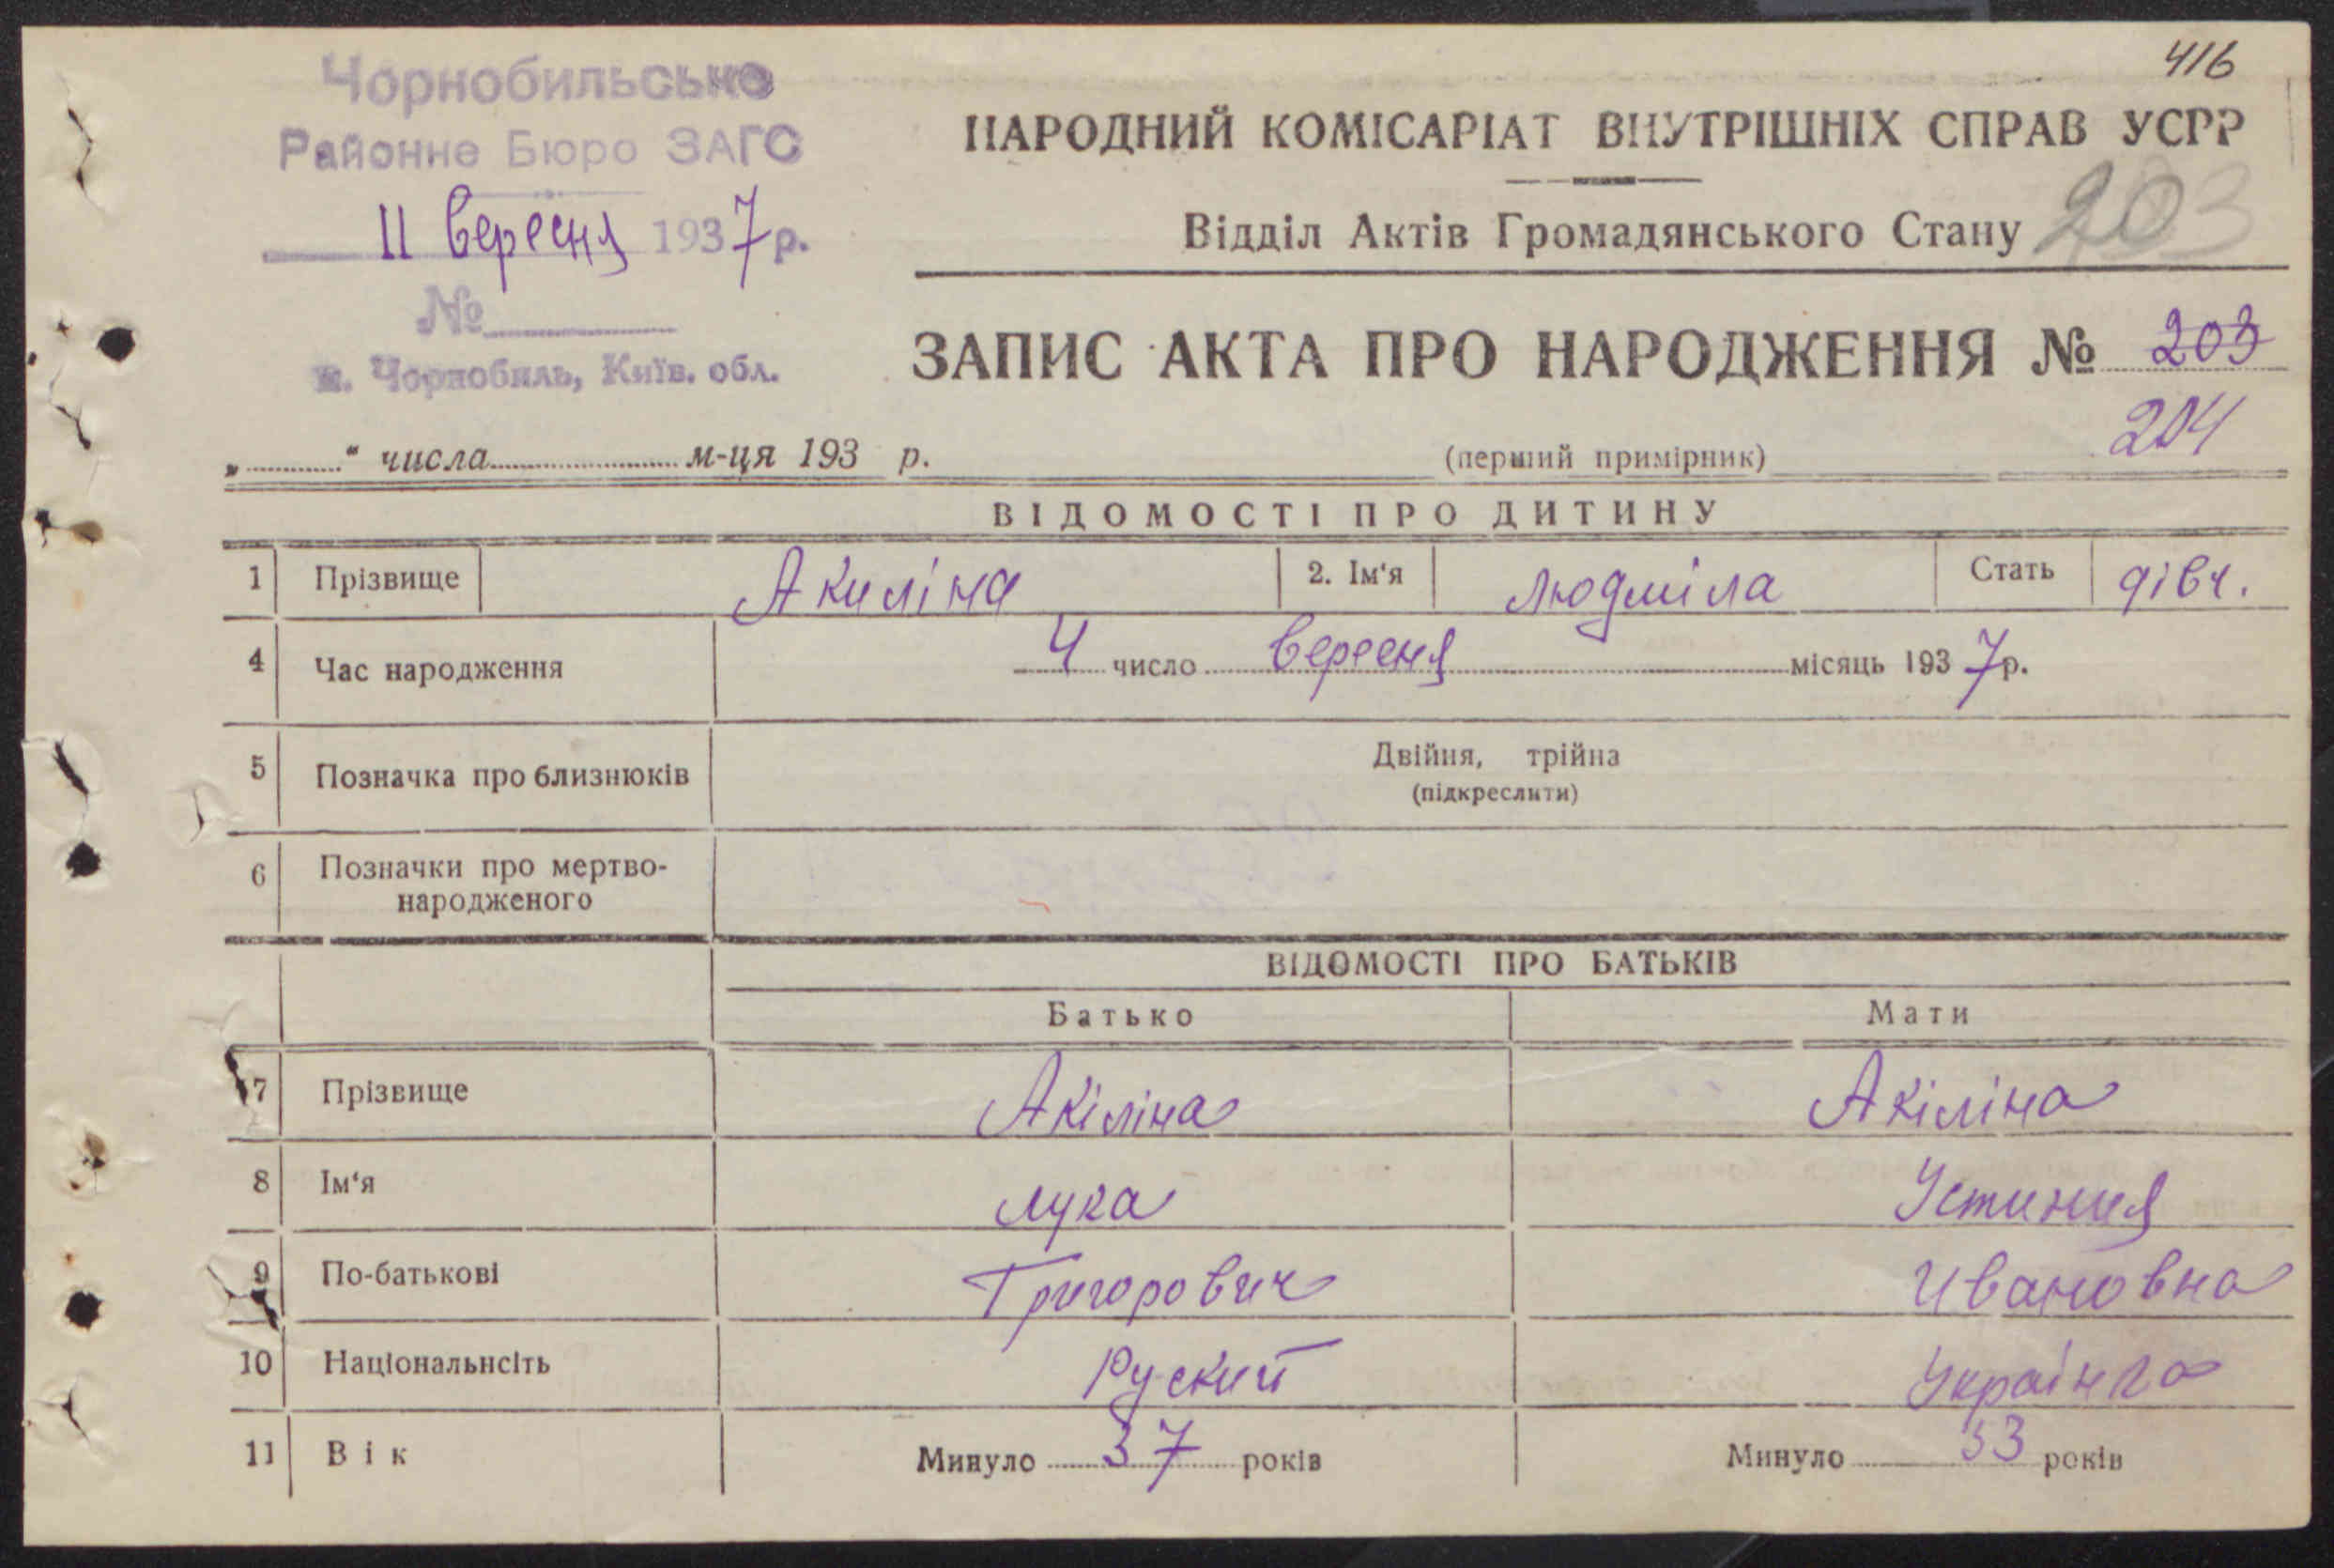 416
Чорнобильське
Районне Бюро ЗАГС
11 вересня 1937 р.
№
м. Чорнобиль, Київ. обл.
НАРОДНИЙ КОМІСАРІАТ ВНУТРІШНІХ СПРАВ УСРР
Відділ Актів Громадянського Стану 203
ЗАПИС АКТА ПРО НАРОДЖЕННЯ № 203
204
„ “ числа м-ця 193 р.
(перший примірник)
ВІДОМОСТІ ПРО ДИТИНУ
1 Прізвище Акиліна 2. Ім‘я Людміла Стать дівч.
4 Час народження 4 число вересня місяць 1937 р.
5 Позначка про близнюків Двійня, трійна
(підкреслити)
6 Позначки про мертво-
народженого
ВІДОМОСТІ ПРО БАТЬКІВ
Батько Мати
7 Прізвище Акіліна Акіліна
8 Ім‘я Лука Устиния
9 По-батькові Григорович Ивановна
10 Національнсіть Руский Українка
11 Вік Минуло 37 років Минуло 33 років